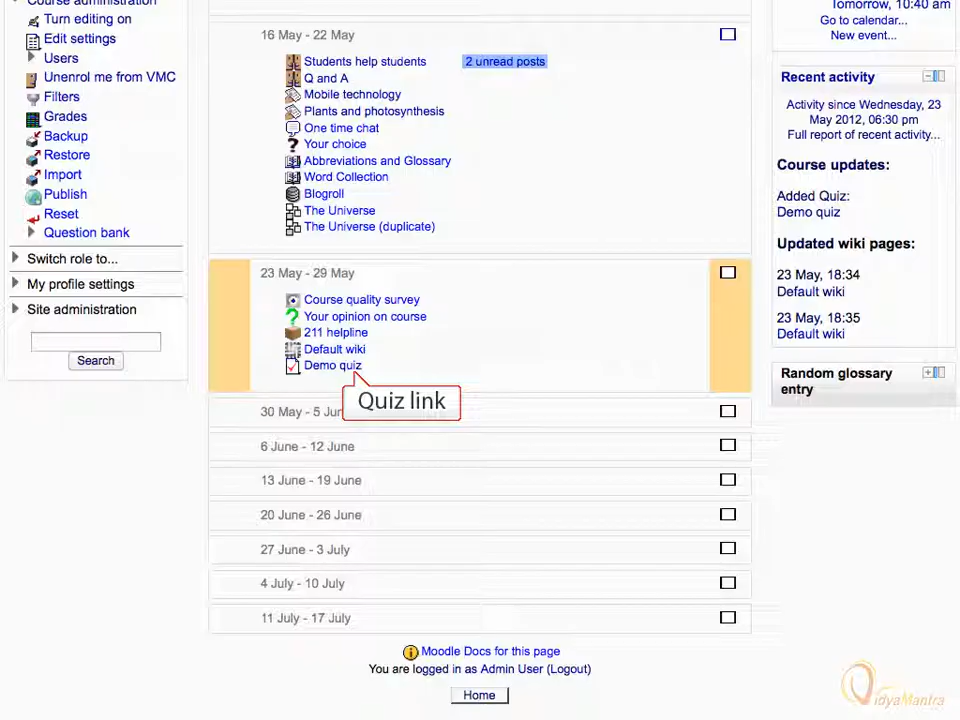 Course administration
Turn editing on
Edit settings
Users
Unenrol me from VMC
Filters
Grades
Backup
Restore
Import
Publish
Reset
Question bank
Switch role to...
My profile settings
Site administration
Search
16 May - 22 May
Students help students 2 unread posts
Q and A
Mobile technology
Plants and photosynthesis
One time chat
Your choice
Abbreviations and Glossary
Word Collection
Blogroll
The Universe
The Universe (duplicate)
23 May - 29 May
Course quality survey
Your opinion on course
211 helpline
Default wiki
Demo quiz
Quiz link
30 May - 5 Jun
6 June - 12 June
13 June - 19 June
20 June - 26 June
27 June - 3 July
4 July - 10 July
11 July - 17 July
Moodle Docs for this page
You are logged in as Admin User (Logout)
Home
Tomorrow, 10:40 am
Go to calendar...
New event...
Recent activity
Activity since Wednesday, 23
May 2012, 06:30 pm
Full report of recent activity...
Course updates:
Added Quiz:
Demo quiz
Updated wiki pages:
23 May, 18:34
Default wiki
23 May, 18:35
Default wiki
Random glossary
entry
VidyaMantra